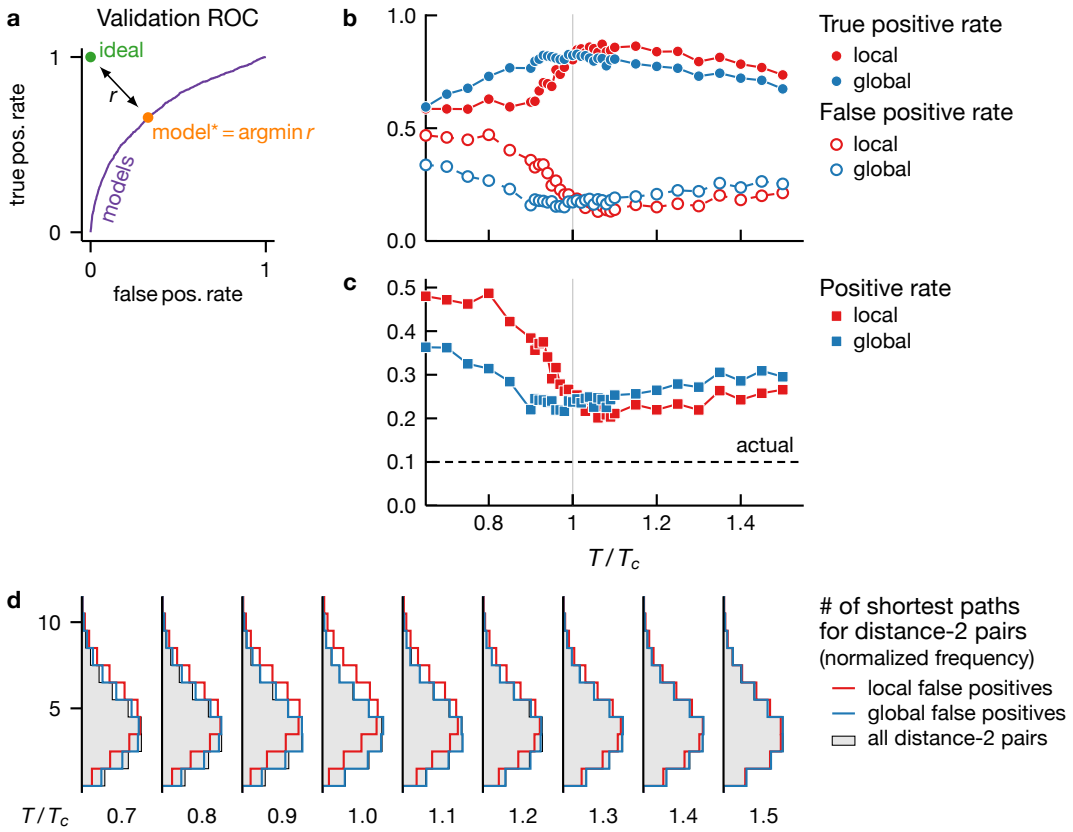 a
Validation ROC
1
ideal
r
model* = argmin r
models
true pos. rate
0
0
1
false pos. rate
b
1.0
0.5
0.0
True positive rate
local
global
False positive rate
local
global
c
0.5
0.4
0.3
0.2
0.1
0.0
actual
0.8
1
1.2
1.4
T / Tc
Positive rate
local
global
d
10
5
T / Tc
0.7
0.8
0.9
1.0
1.1
1.2
1.3
1.4
1.5
# of shortest paths
for distance-2 pairs
(normalized frequency)
local false positives
global false positives
all distance-2 pairs